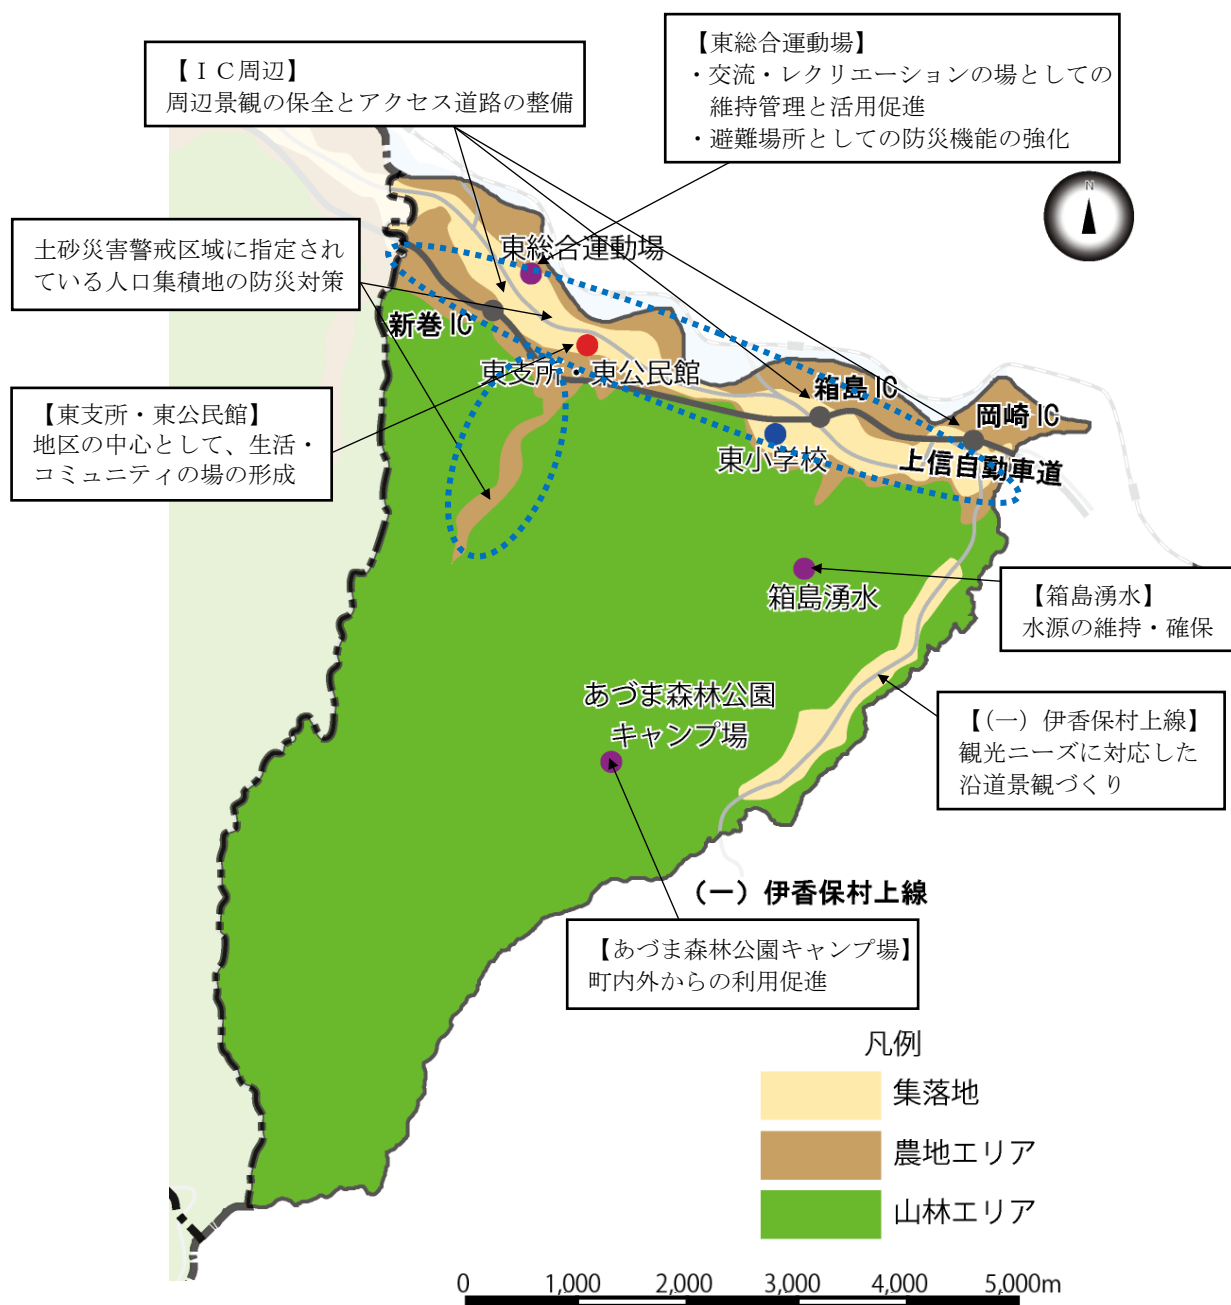 【ＩＣ周辺】
周辺景観の保全とアクセス道路の整備
【東総合運動場】
・交流・レクリエーションの場としての
維持管理と活用促進
・避難場所としての防災機能の強化
N
土砂災害警戒区域に指定され
ている人口集積地の防災対策
東総合運動場
新巻 IC
東支所・東公民館
箱島 IC
岡崎 IC
【東支所・東公民館】
地区の中心として、生活・
コミュニティの場の形成
東小学校
上信自動車道
箱島湧水
【箱島湧水】
水源の維持・確保
あづま森林公園
キャンプ場
【(一) 伊香保村上線】
観光ニーズに対応した
沿道景観づくり
(一) 伊香保村上線
【あづま森林公園キャンプ場】
町内外からの利用促進
凡例
集落地
農地エリア
山林エリア
0 1,000 2,000 3,000 4,000 5,000m